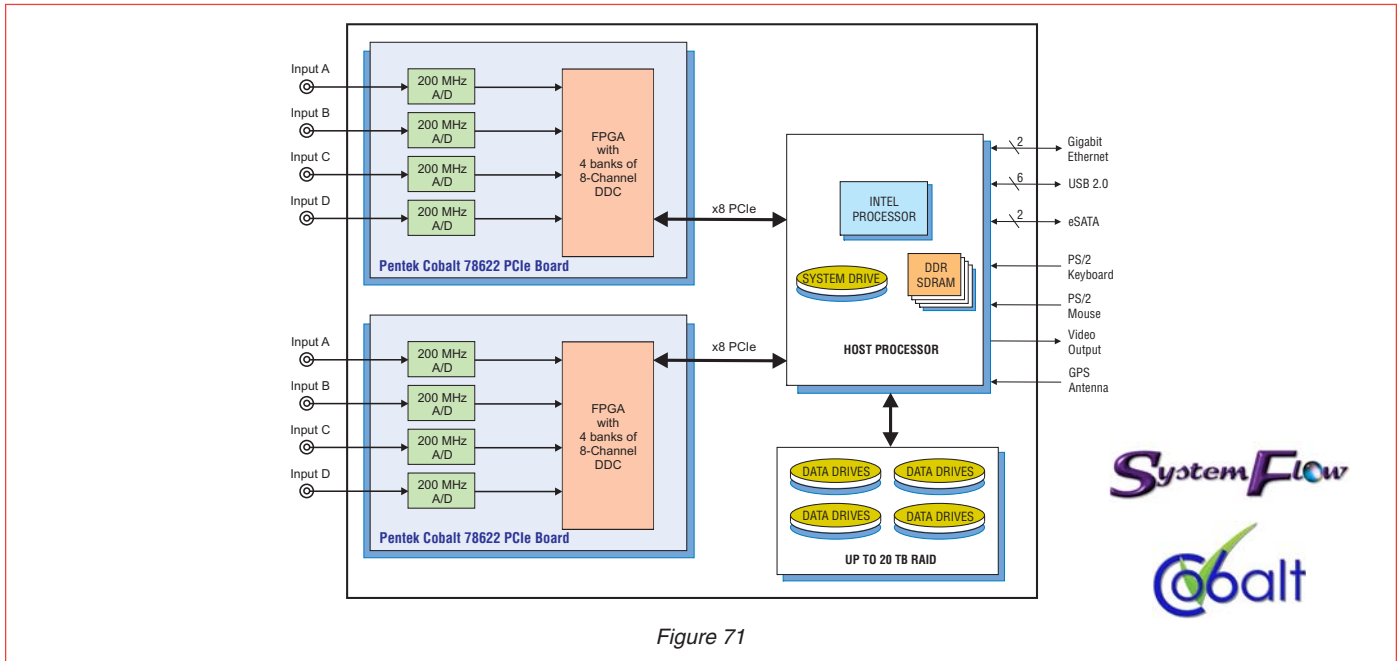 Input A
Input B
Input C
Input D
200 MHz
A/D
200 MHz
A/D
200 MHz
A/D
200 MHz
A/D
FPGA
with
4 banks of
8-Channel
DDC
Pentek Cobalt 78622 PCIe Board
x8 PCIe
Input A
Input B
Input C
Input D
200 MHz
A/D
200 MHz
A/D
200 MHz
A/D
200 MHz
A/D
FPGA
with
4 banks of
8-Channel
DDC
Pentek Cobalt 78622 PCIe Board
x8 PCIe
INTEL
PROCESSOR
SYSTEM DRIVE
DDR
SDRAM
HOST PROCESSOR
2
Gigabit
Ethernet
6
USB 2.0
2
eSATA
PS/2
Keyboard
PS/2
Mouse
Video
Output
GPS
Antenna
DATA DRIVES
DATA DRIVES
DATA DRIVES
DATA DRIVES
UP TO 20 TB RAID
SystemFlow
Cobalt
Figure 71